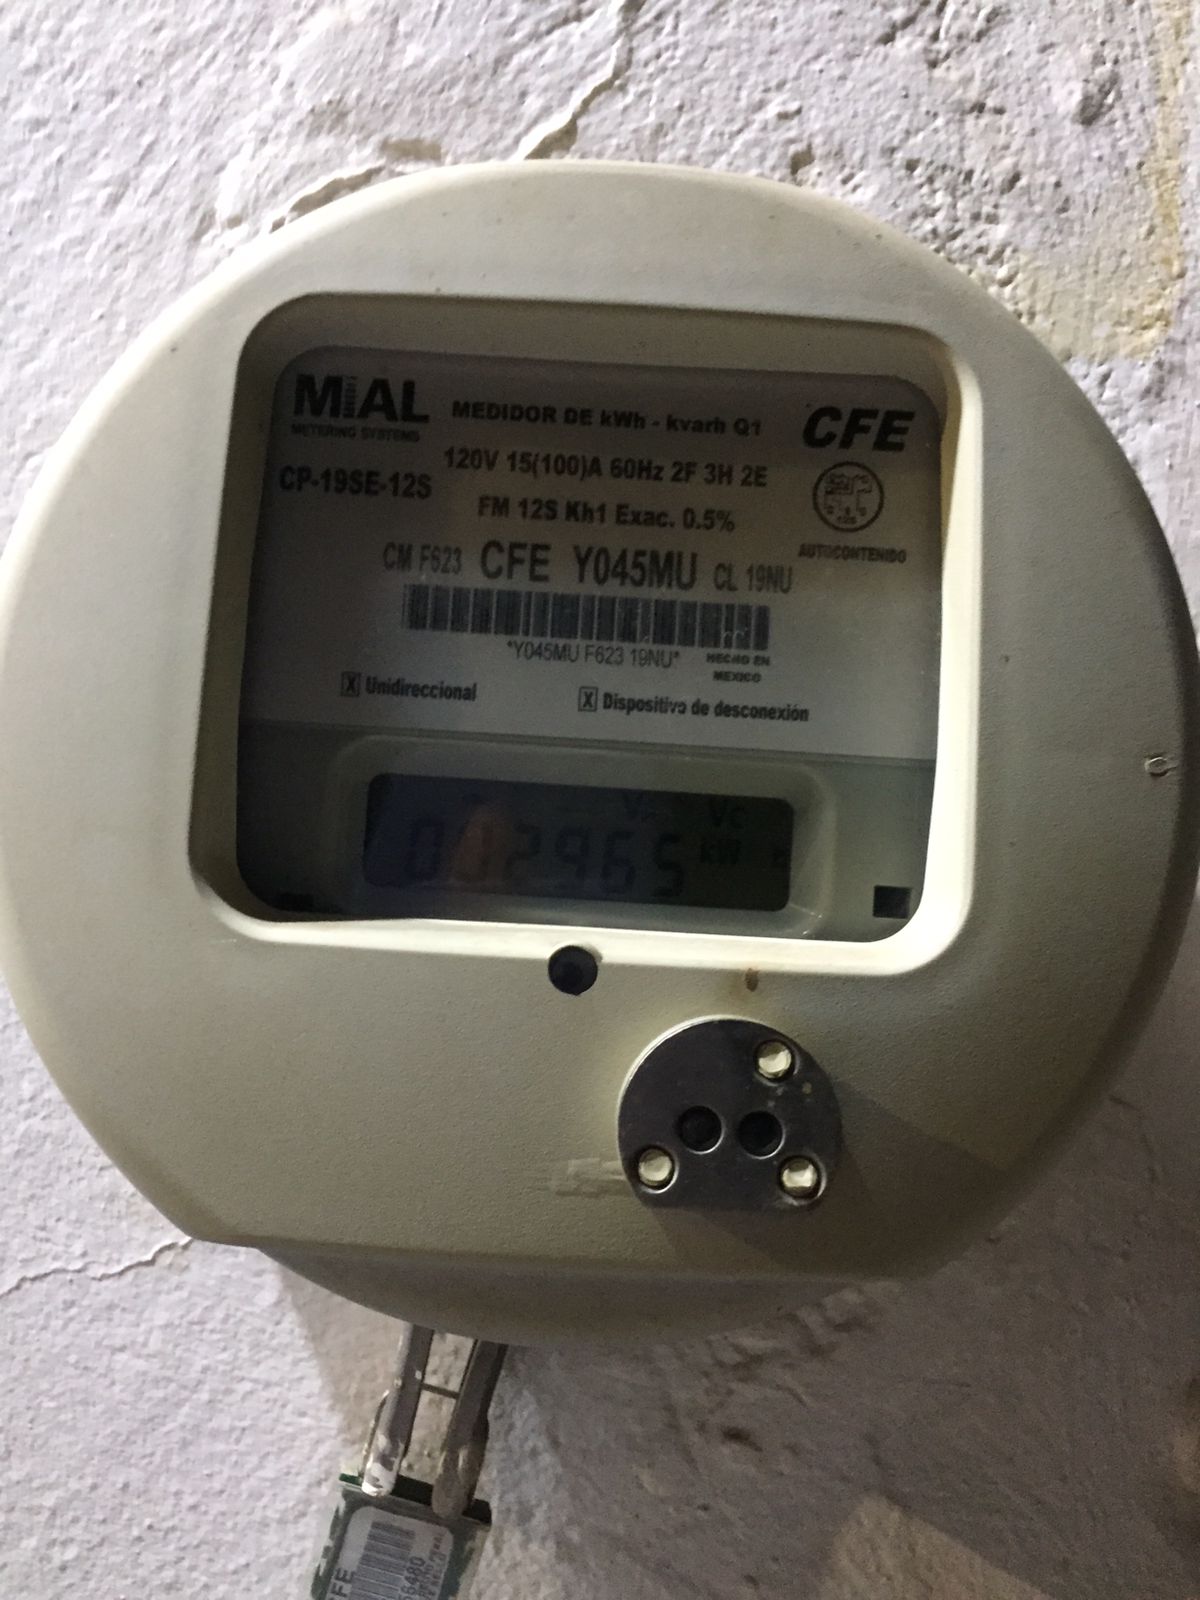 MIAL
METERING SYSTEMS
MEDIDOR DE kWh - kvarh Q1
CFE
CP-19SE-12S
120V 15(100)A 60Hz 2F 3H 2E
FM 12S Kh1 Exac. 0.5%
AUTOCONTENIDO
CM F623 CFE Y045MU CL 19NU
*Y045MU F623 19NU*
HECHO EN
MEXICO
X Unidireccional
X Dispositivo de desconexión
Vc
012965 kW